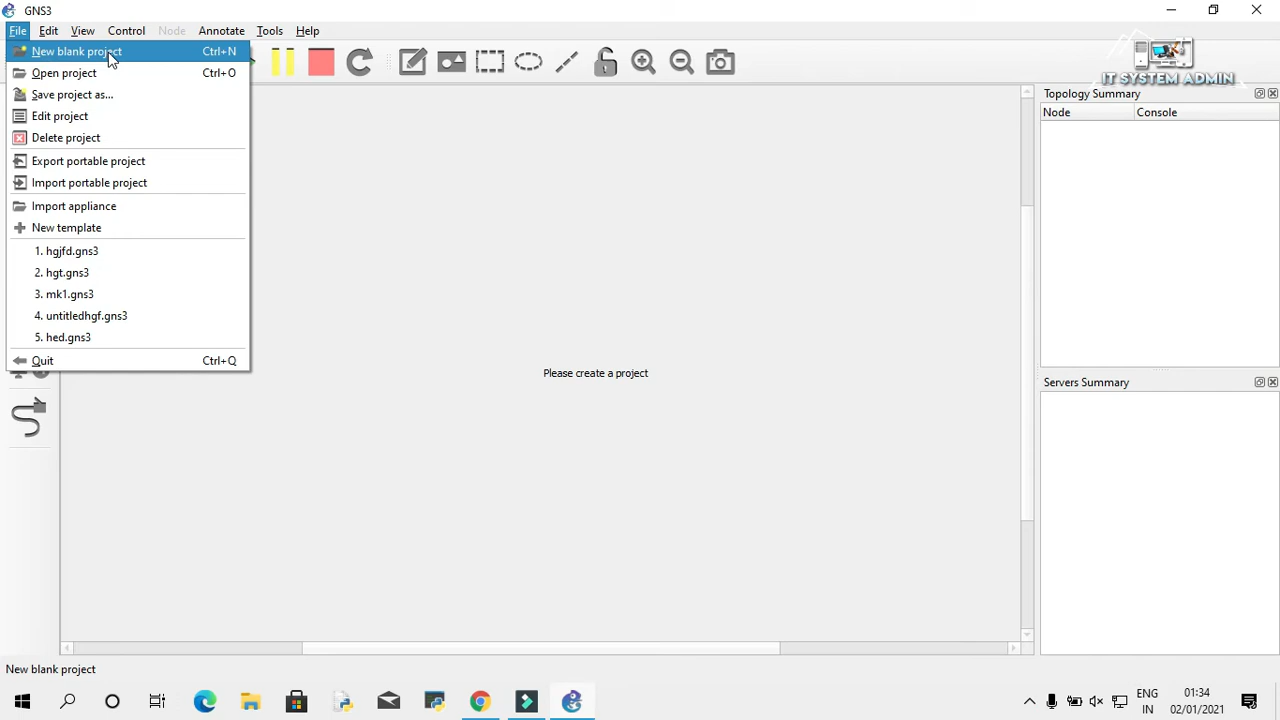 GNS3
File Edit View Control Node Annotate Tools Help
New blank project Ctrl+N
Open project Ctrl+O
Save project as...
Edit project
Delete project
Export portable project
Import portable project
Import appliance
New template
1. hgjfd.gns3
2. hgt.gns3
3. mk1.gns3
4. untitledhgf.gns3
5. hed.gns3
Quit Ctrl+Q
IT SYSTEM ADMIN
Topology Summary
Node Console
Please create a project
Servers Summary
New blank project
ENG
IN
01:34
02/01/2021